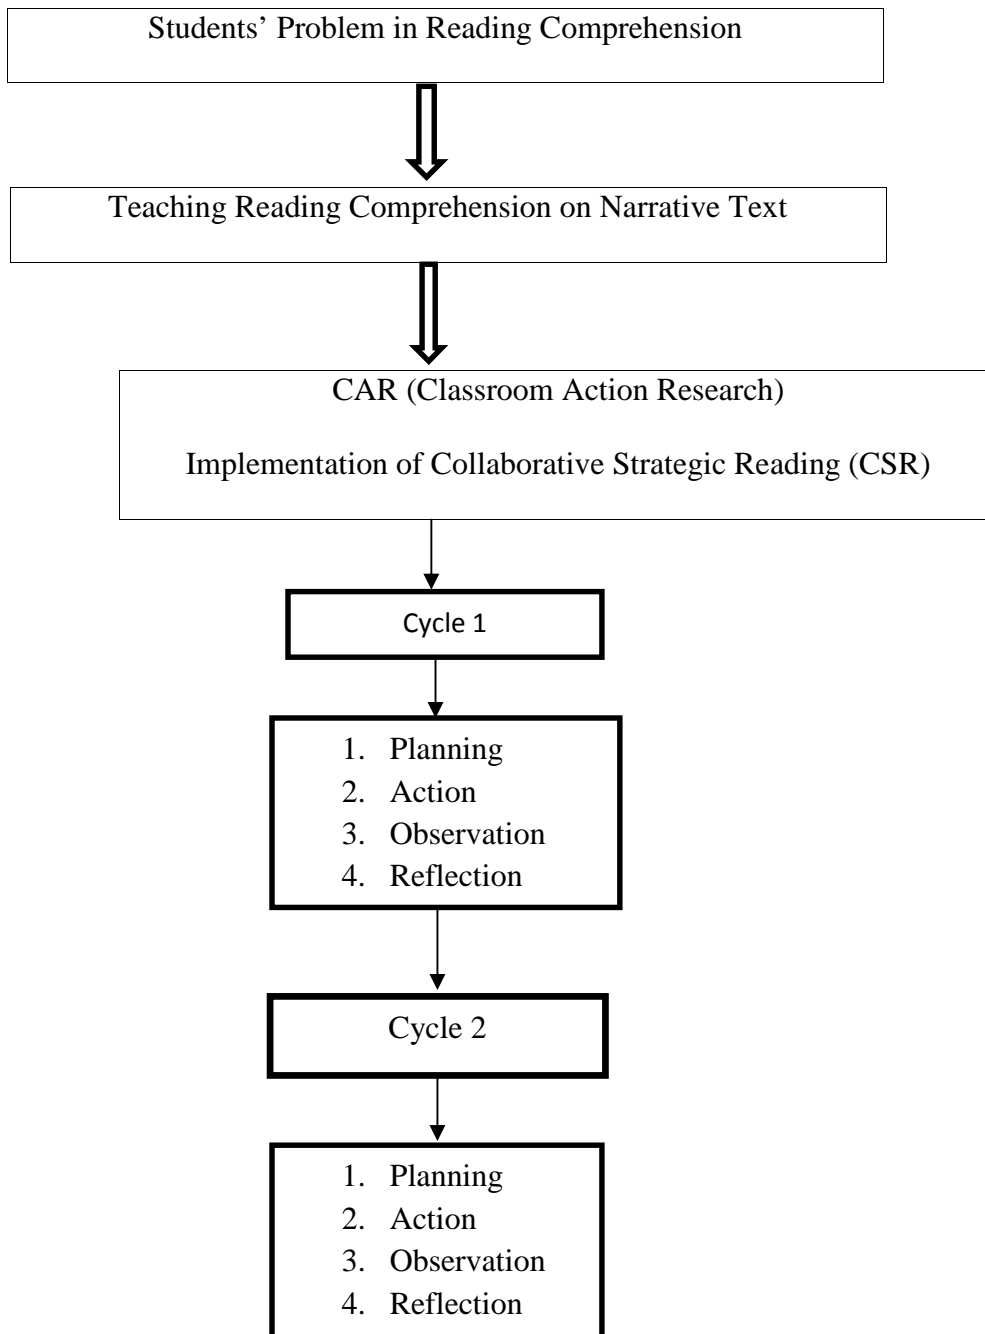 Students’ Problem in Reading Comprehension
Teaching Reading Comprehension on Narrative Text
CAR (Classroom Action Research)
Implementation of Collaborative Strategic Reading (CSR)
Cycle 1
1. Planning
2. Action
3. Observation
4. Reflection
Cycle 2
1. Planning
2. Action
3. Observation
4. Reflection